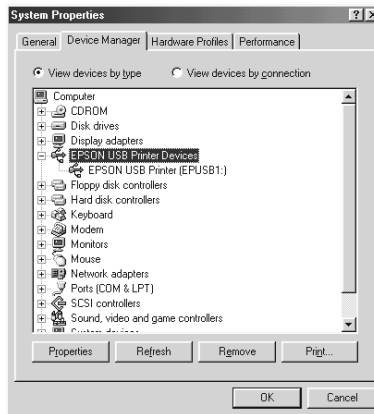 System Properties
General Device Manager Hardware Profiles Performance
View devices by type View devices by connection
Computer
CDROM
Disk drives
Display adapters
EPSON USB Printer Devices
EPSON USB Printer (EPUSB1:)
Floppy disk controllers
Hard disk controllers
Keyboard
Modem
Monitors
Mouse
Network adapters
Ports (COM & LPT)
SCSI controllers
Sound, video and game controllers
System devices
Properties Refresh Remove Print...
OK Cancel